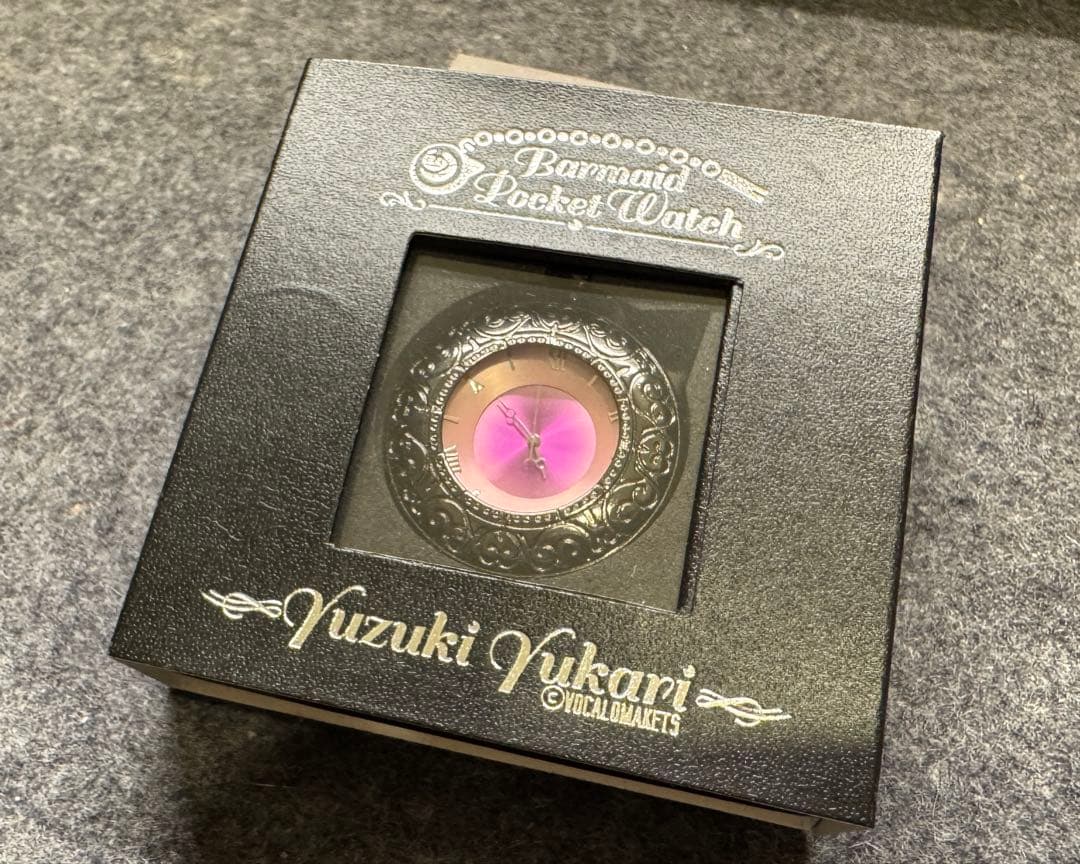 Barmaid
Pocket Watch
Yuzuki Yukari
©VOCALOMAKETS